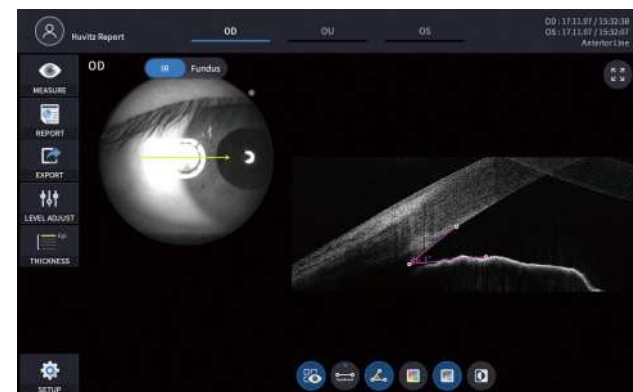 Huvitz Report
OD
OU
OS
OD : 17.11.07 / 15:32:38
OS : 17.11.07 / 15:32:07
Anterior Line
MEASURE
REPORT
EXPORT
LEVEL ADJUST
THICKNESS
SETUP
OD
IR
Fundus